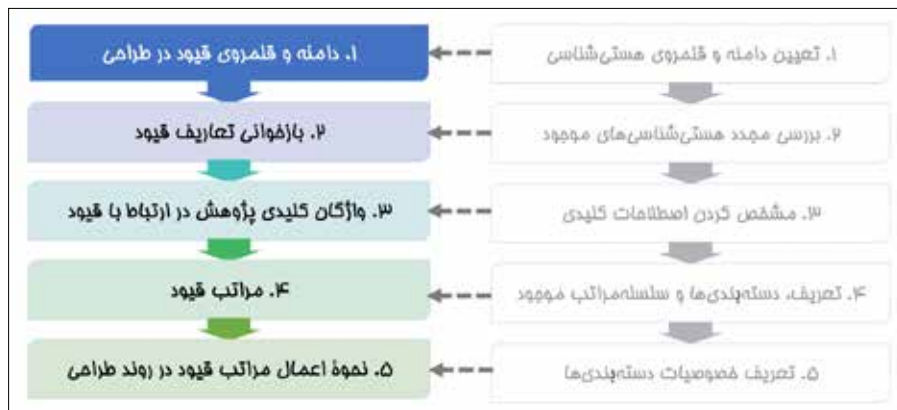 ۱. تعیین دامنه و قلمروی هستی‌شناسی
۱. دامنه و قلمروی قیود در طراحی
۲. بررسی مجدد هستی‌شناسی‌های موجود
۲. بازخوانی تعاریف قیود
۳. مشخص کردن اصطلاحات کلیدی
۳. واژگان کلیدی پژوهش در ارتباط با قیود
۴. تعریف، دسته‌بندی‌ها و سلسله‌مراتب موجود
۴. مراتب قیود
۵. تعریف خصوصیات دسته‌بندی‌ها
۵. نحوۀ اعمال مراتب قیود در روند طراحی